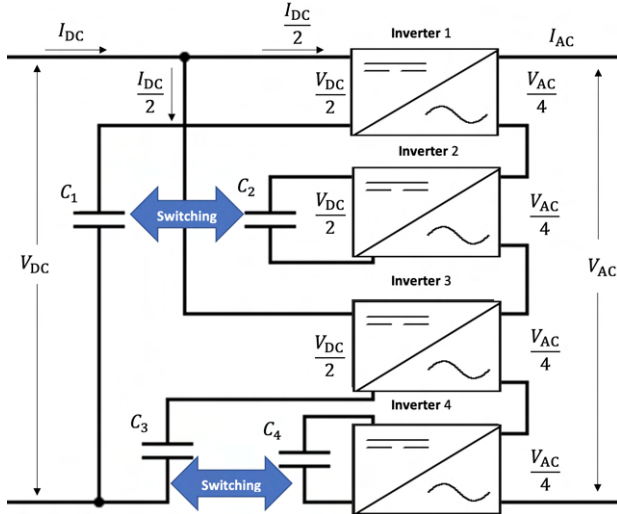 I_DC
I_DC/2
Inverter 1
I_AC
I_DC/2
V_DC/2
V_AC/4
Inverter 2
C_1
Switching
C_2
V_DC/2
V_AC/4
V_DC
Inverter 3
V_AC
V_DC/2
V_AC/4
Inverter 4
C_3
C_4
Switching
V_AC/4